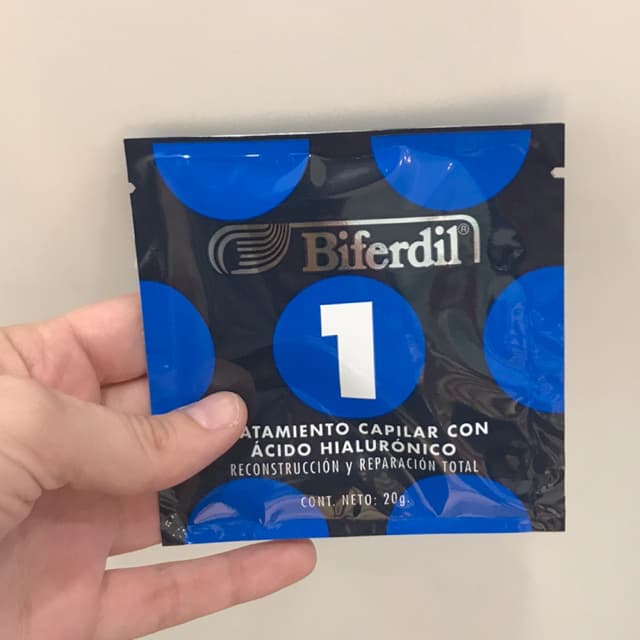 Biferdil®
1
ATAMIENTO CAPILAR CON
ÁCIDO HIALURÓNICO
RECONSTRUCCIÓN y REPARACIÓN TOTAL
CONT. NETO: 20g.